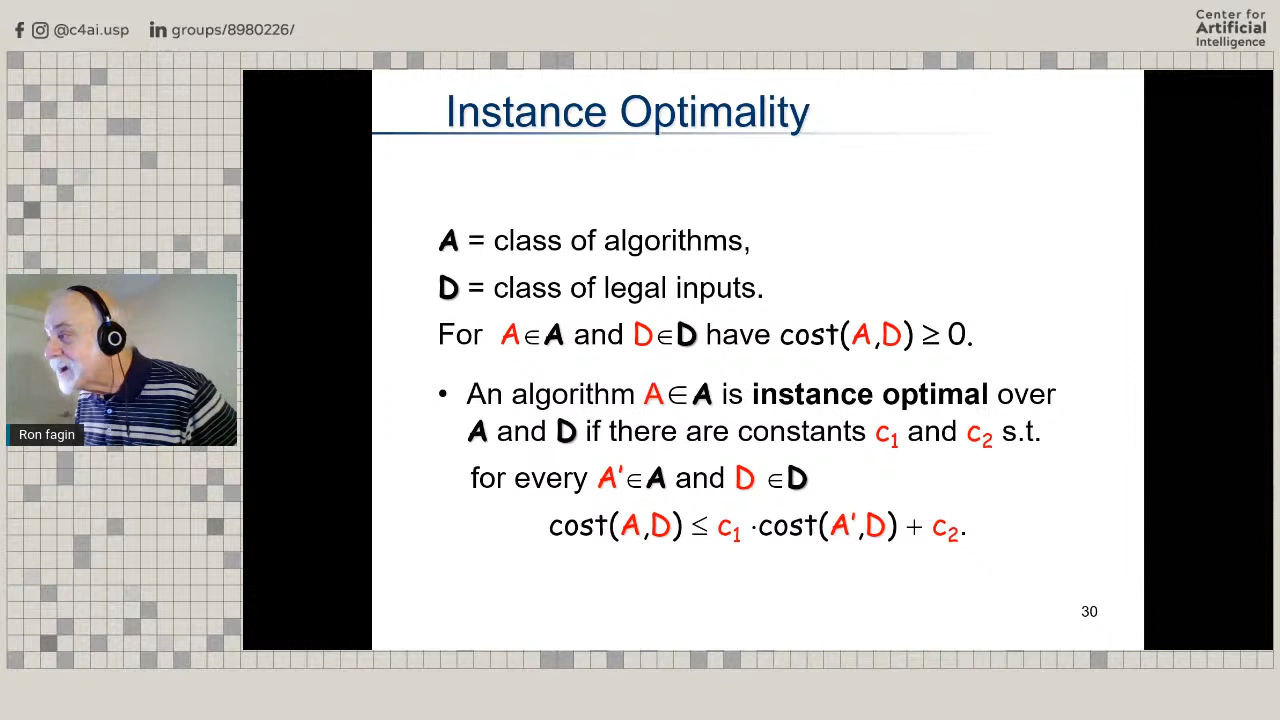 @c4ai.usp groups/8980226/
Center for
Artificial
Intelligence
Instance Optimality
A = class of algorithms,
D = class of legal inputs.
For A∈A and D∈D have cost(A,D) ≥ 0.
• An algorithm A∈A is instance optimal over
A and D if there are constants c₁ and c₂ s.t.
for every A'∈A and D ∈D
cost(A,D) ≤ c₁ ·cost(A',D) + c₂.
30
Ron fagin